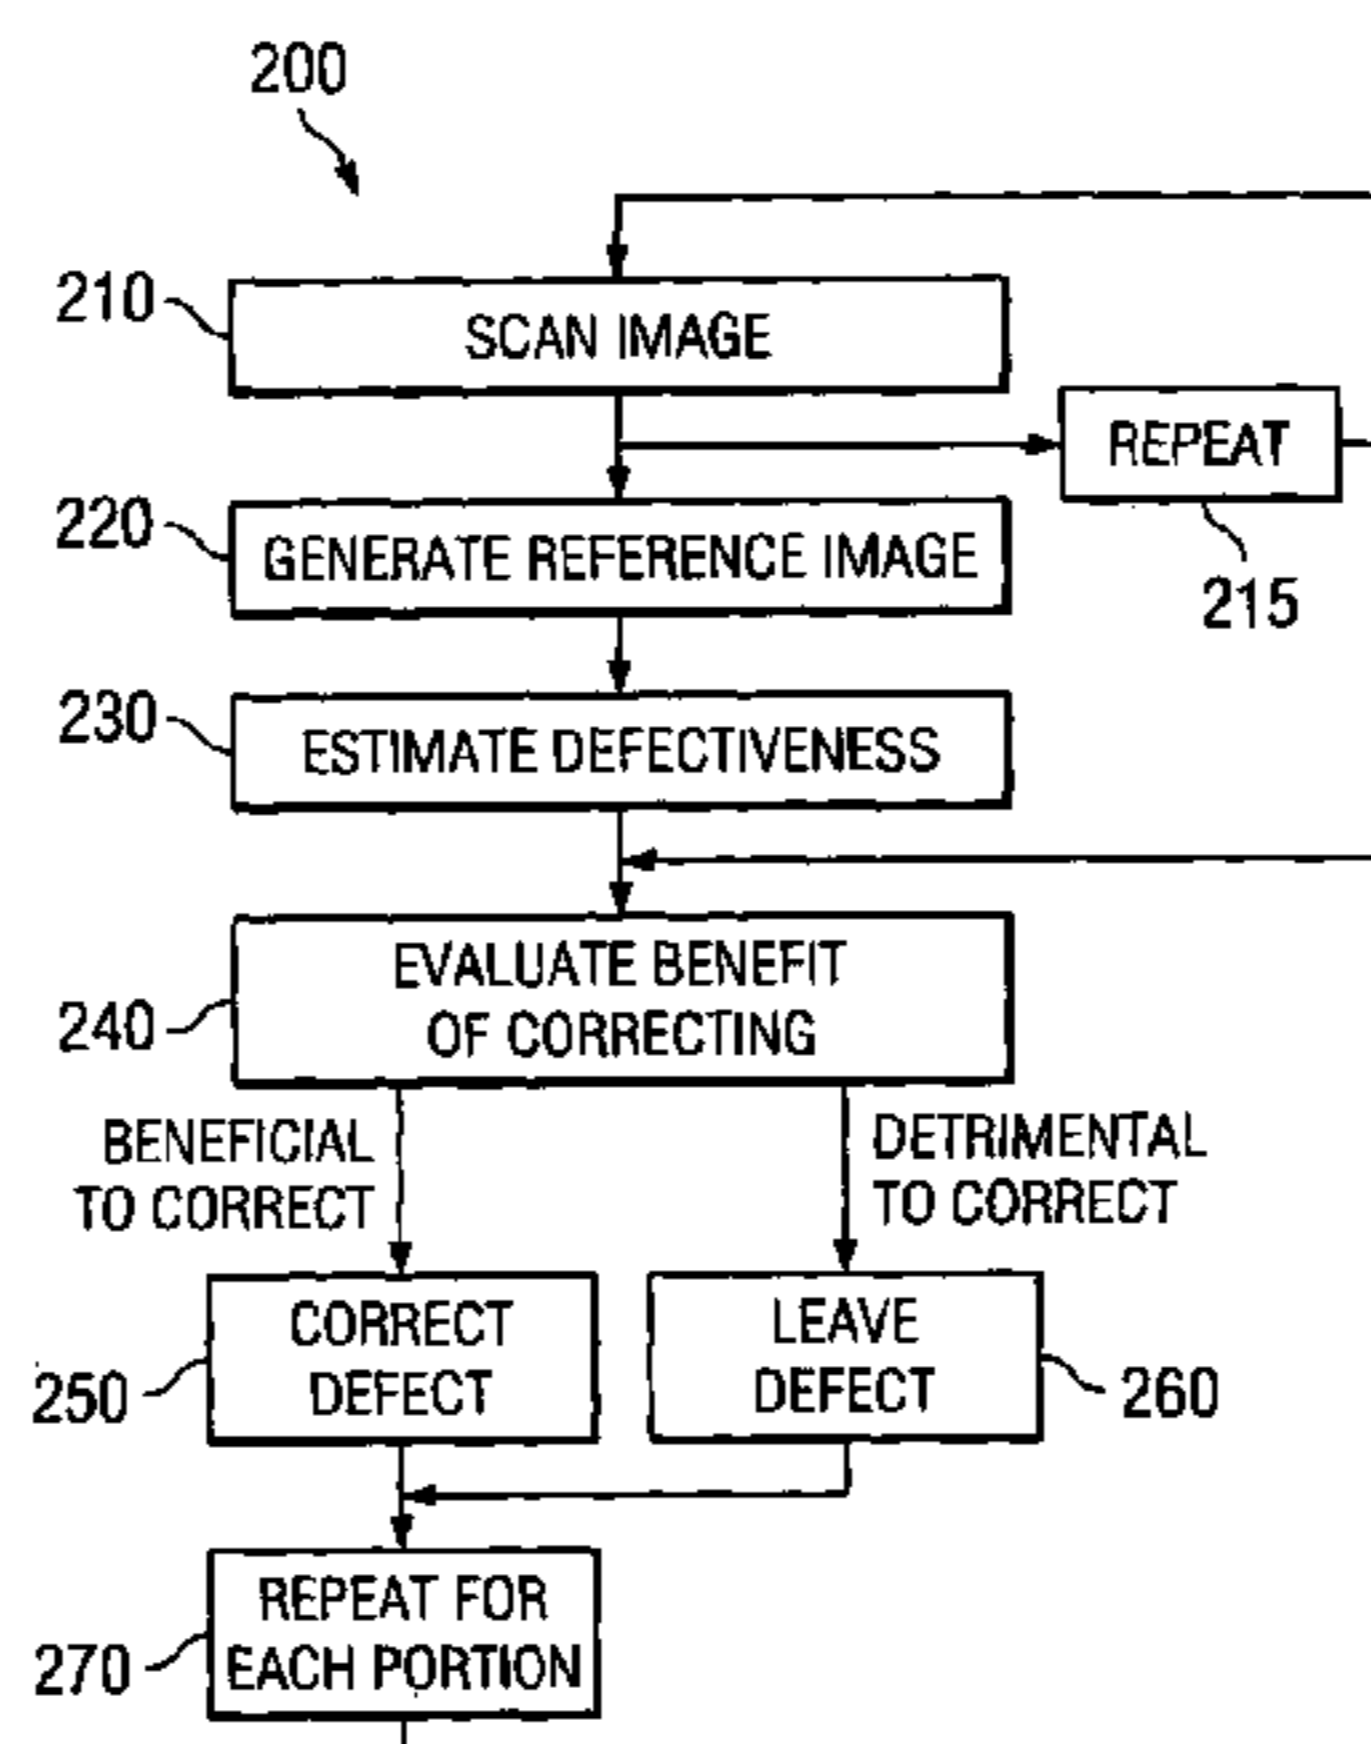 200
210
SCAN IMAGE
REPEAT
215
220
GENERATE REFERENCE IMAGE
230
ESTIMATE DEFECTIVENESS
240
EVALUATE BENEFIT
OF CORRECTING
BENEFICIAL
TO CORRECT
DETRIMENTAL
TO CORRECT
250
CORRECT
DEFECT
LEAVE
DEFECT
260
270
REPEAT FOR
EACH PORTION